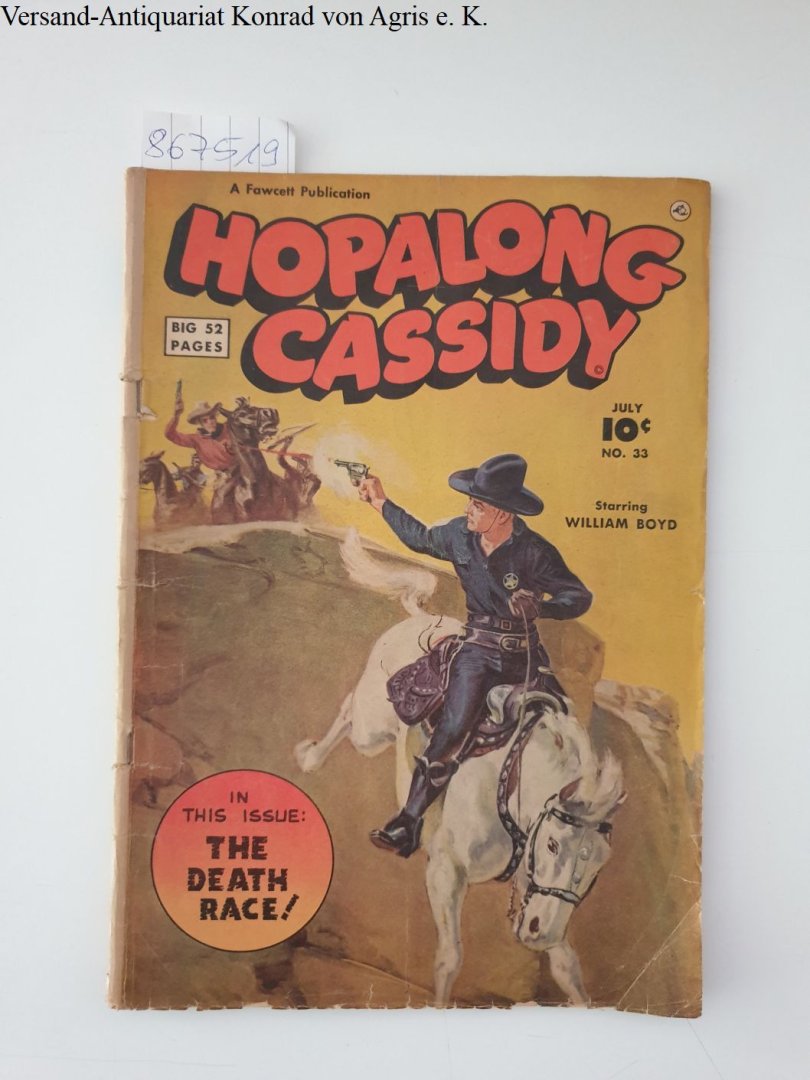 Versand-Antiquariat Konrad von Agris e. K.
867519
A Fawcett Publication
HOPALONG
CASSIDY
©
BIG 52
PAGES
JULY
10¢
NO. 33
Starring
WILLIAM BOYD
IN
THIS ISSUE:
THE
DEATH
RACE!